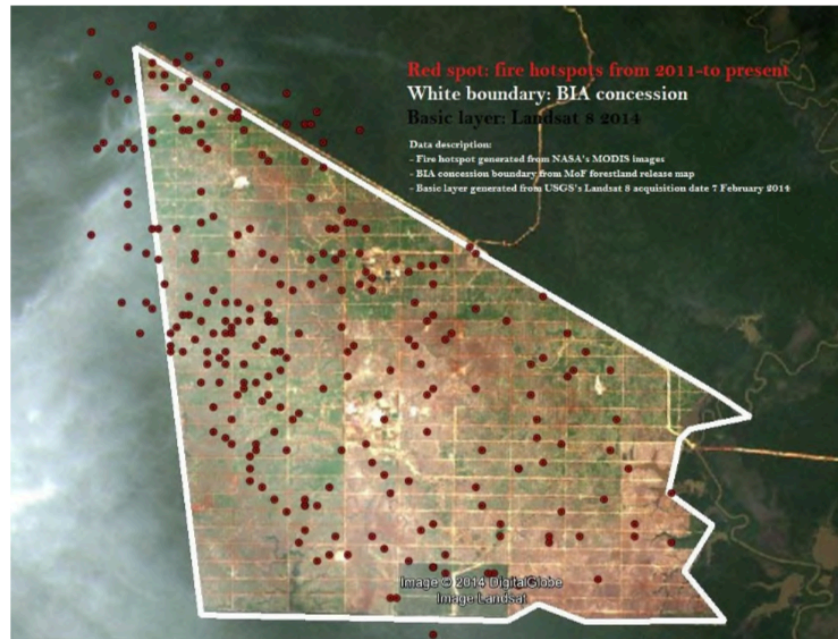 Red spot: fire hotspots from 2011-to present
White boundary: BIA concession
Basic layer: Landsat 8 2014
Data description:
- Fire hotspot generated from NASA's MODIS images
- BIA concession boundary from MoF forestland release map
- Basic layer generated from USGS's Landsat 8 acquisition date 7 February 2014
Image © 2014 DigitalGlobe
Image Landsat